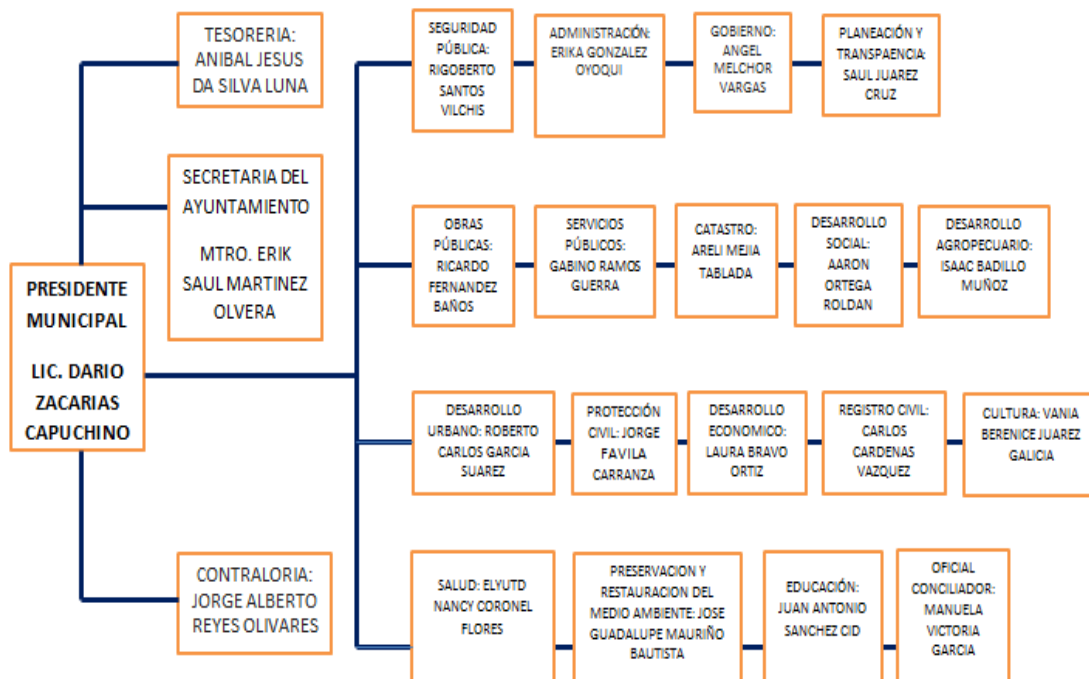 TESORERIA:
ANIBAL JESUS
DA SILVA LUNA
SECRETARIA DEL
AYUNTAMIENTO
MTRO. ERIK
SAUL MARTINEZ
OLVERA
PRESIDENTE
MUNICIPAL
LIC. DARIO
ZACARIAS
CAPUCHINO
CONTRALORIA:
JORGE ALBERTO
REYES OLIVARES
SEGURIDAD
PÚBLICA:
RIGOBERTO
SANTOS
VILCHIS
ADMINISTRACIÓN:
ERIKA GONZALEZ
OYOQUI
GOBIERNO:
ANGEL
MELCHOR
VARGAS
PLANEACIÓN Y
TRANSPAENCIA:
SAUL JUAREZ
CRUZ
OBRAS
PÚBLICAS:
RICARDO
FERNANDEZ
BAÑOS
SERVICIOS
PÚBLICOS:
GABINO RAMOS
GUERRA
CATASTRO:
ARELI MEJIA
TABLADA
DESARROLLO
SOCIAL:
AARON
ORTEGA
ROLDAN
DESARROLLO
AGROPECUARIO:
ISAAC BADILLO
MUÑOZ
DESARROLLO
URBANO: ROBERTO
CARLOS GARCIA
SUAREZ
PROTECCIÓN
CIVIL: JORGE
FAVILA
CARRANZA
DESARROLLO
ECONOMICO:
LAURA BRAVO
ORTIZ
REGISTRO CIVIL:
CARLOS
CARDENAS
VAZQUEZ
CULTURA: VANIA
BERENICE JUAREZ
GALICIA
SALUD: ELYUTD
NANCY CORONEL
FLORES
PRESERVACION Y
RESTAURACION DEL
MEDIO AMBIENTE: JOSE
GUADALUPE MAURIÑO
BAUTISTA
EDUCACIÓN:
JUAN ANTONIO
SANCHEZ CID
OFICIAL
CONCILIADOR:
MANUELA
VICTORIA
GARCIA